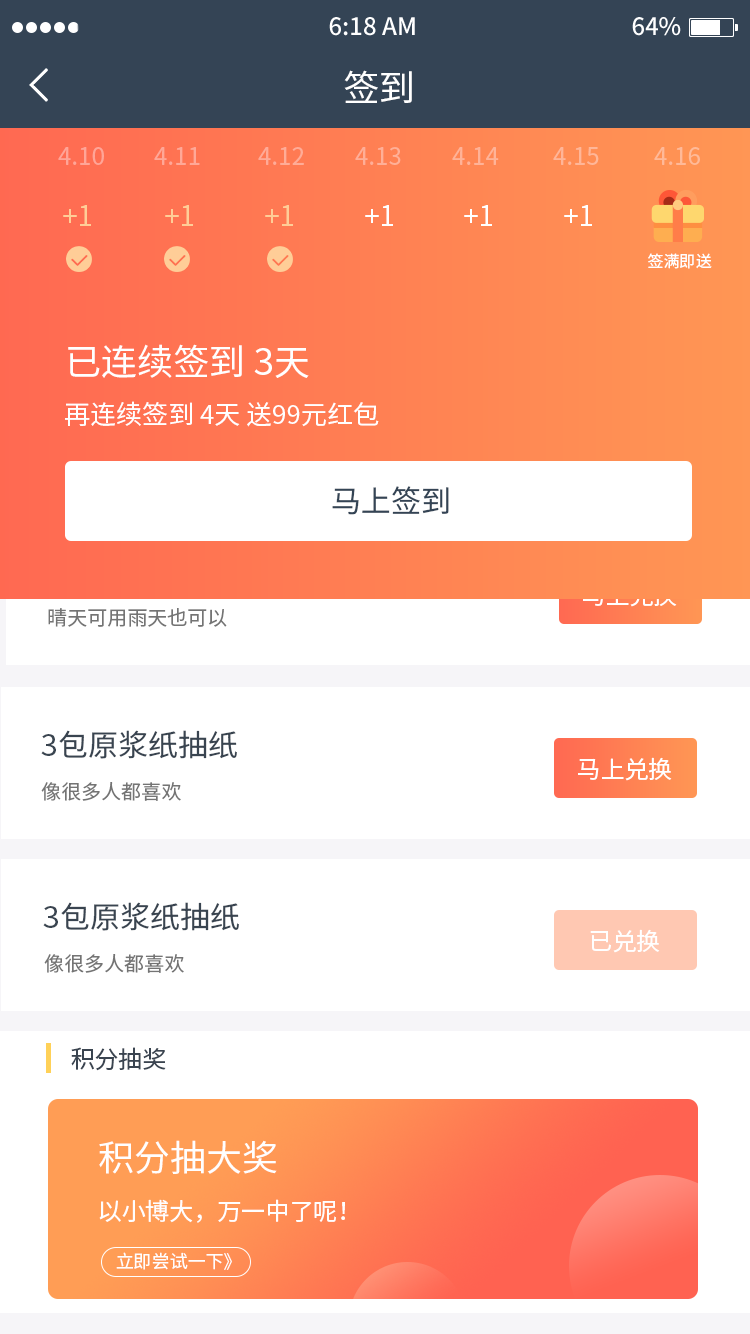 6:18 AM 64%
签到
4.10 4.11 4.12 4.13 4.14 4.15 4.16
+1 +1 +1 +1 +1 +1
签满即送
已连续签到 3天
再连续签到 4天 送99元红包
马上签到
马上兑换
晴天可用雨天也可以
3包原浆纸抽纸
像很多人都喜欢
马上兑换
3包原浆纸抽纸
像很多人都喜欢
已兑换
积分抽奖
积分抽大奖
以小博大，万一中了呢！
立即尝试一下》